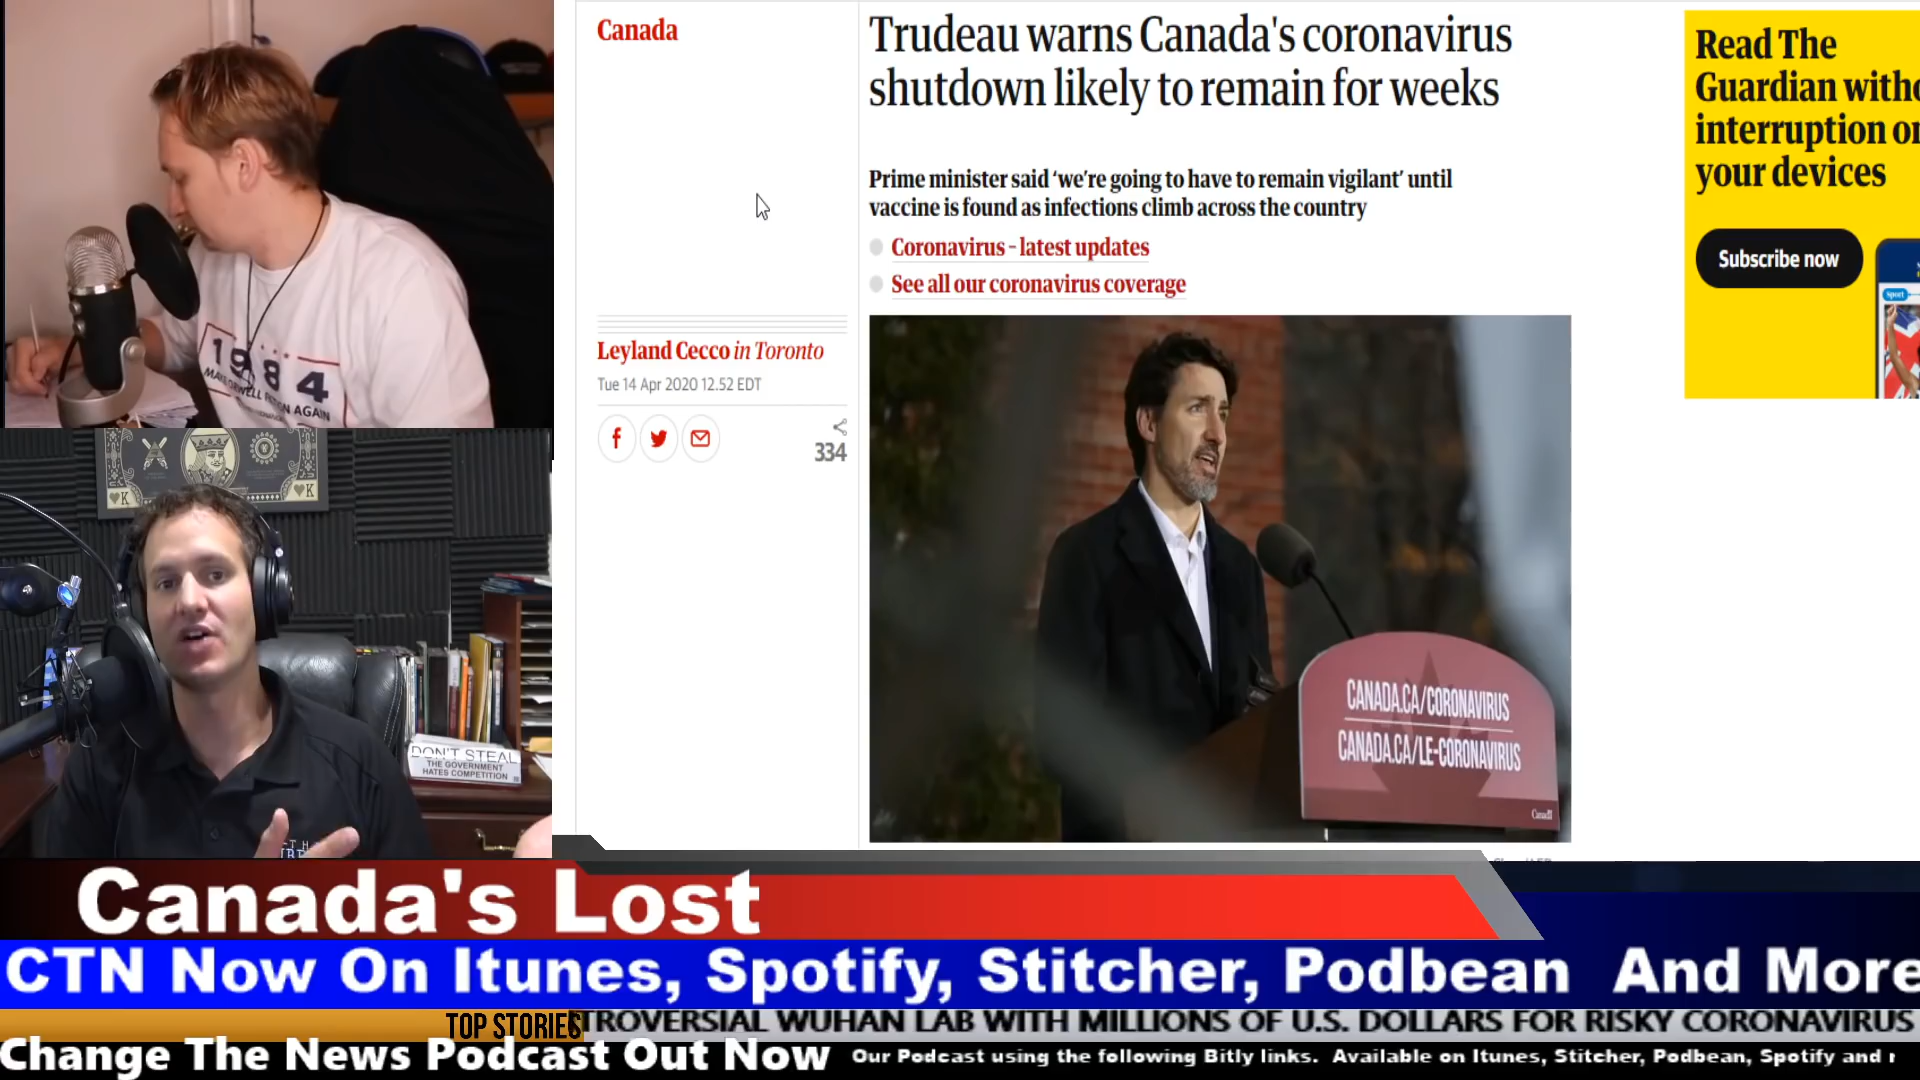 Canada
Trudeau warns Canada's coronavirus
shutdown likely to remain for weeks
Prime minister said ‘we’re going to have to remain vigilant’ until
vaccine is found as infections climb across the country
Coronavirus - latest updates
See all our coronavirus coverage
Leyland Cecco in Toronto
Tue 14 Apr 2020 12.52 EDT
334
Read The
Guardian witho
interruption on
your devices
Subscribe now
Sport
1984
FICTION AGAIN
K
K
DON'T STEAL
THE GOVERNMENT
HATES COMPETITION
CANADA.CA/CORONAVIRUS
CANADA.CA/LE-CORONAVIRUS
Canada
Canada's Lost
CTN Now On Itunes, Spotify, Stitcher, Podbean And More
TOP STORIES
TROVERSIAL WUHAN LAB WITH MILLIONS OF U.S. DOLLARS FOR RISKY CORONAVIRUS
Change The News Podcast Out Now
Our Podcast using the following Bitly links. Available on Itunes, Stitcher, Podbean, Spotify and